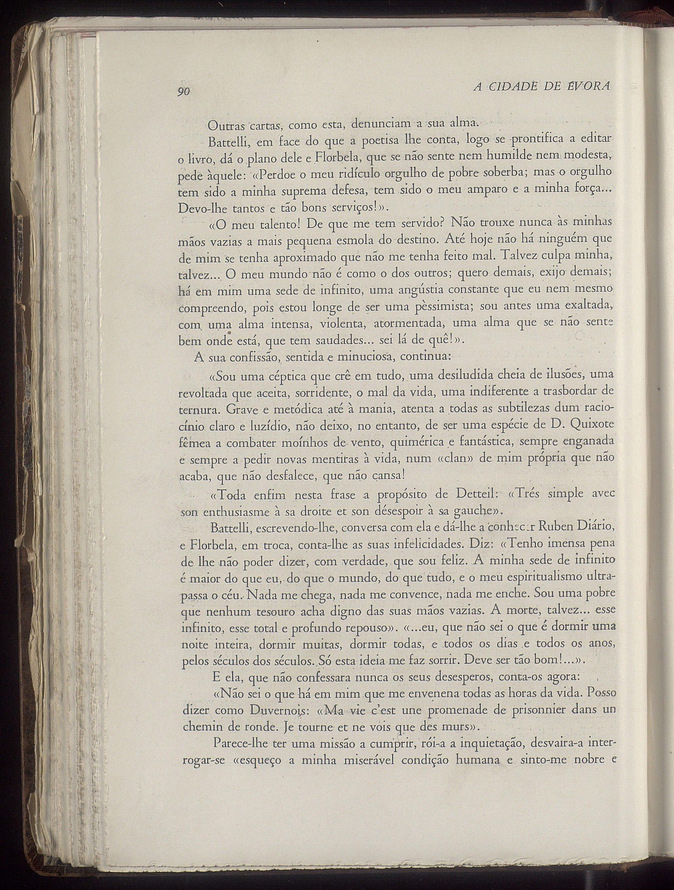 90
A CIDADE DE ÉVORA
Outras cartas, como esta, denunciam a sua alma.
Battelli, em face do que a poetisa lhe conta, logo se prontifica a editar
o livro, dá o plano dele e Florbela, que se não sente nem humilde nem modesta,
pede àquele: «Perdoe o meu ridículo orgulho de pobre soberba; mas o orgulho
tem sido a minha suprema defesa, tem sido o meu amparo e a minha força...
Devo-lhe tantos e tão bons serviços!».
«O meu talento! De que me tem servido? Não trouxe nunca às minhas
mãos vazias a mais pequena esmola do destino. Até hoje não há ninguém que
de mim se tenha aproximado que não me tenha feito mal. Talvez culpa minha,
talvez... O meu mundo não é como o dos outros; quero demais, exijo demais;
há em mim uma sede de infinito, uma angústia constante que eu nem mesmo
compreendo, pois estou longe de ser uma pèssimista; sou antes uma exaltada,
com uma alma intensa, violenta, atormentada, uma alma que se não sente
bem onde está, que tem saudades... sei lá de quê!».
A sua confissão, sentida e minuciosa, continua:
«Sou uma céptica que crê em tudo, uma desiludida cheia de ilusões, uma
revoltada que aceita, sorridente, o mal da vida, uma indiferente a trasbordar de
ternura. Grave e metódica até à mania, atenta a todas as subtilezas dum racio-
cínio claro e luzídio, não deixo, no entanto, de ser uma espécie de D. Quixote
fêmea a combater moínhos de vento, quimérica e fantástica, sempre enganada
e sempre a pedir novas mentiras à vida, num «clan» de mim própria que não
acaba, que não desfalece, que não cansa!
«Toda enfim nesta frase a propósito de Detteil: «Trés simple avec
son enthusiasme à sa droite et son désespoir à sa gauche».
Battelli, escrevendo-lhe, conversa com ela e dá-lhe a conhecer Ruben Diário,
e Florbela, em troca, conta-lhe as suas infelicidades. Diz: «Tenho imensa pena
de lhe não poder dizer, com verdade, que sou feliz. A minha sede de infinito
é maior do que eu, do que o mundo, do que tudo, e o meu espiritualismo ultra-
passa o céu. Nada me chega, nada me convence, nada me enche. Sou uma pobre
que nenhum tesouro acha digno das suas mãos vazias. A morte, talvez... esse
infinito, esse total e profundo repouso». «...eu, que não sei o que é dormir uma
noite inteira, dormir muitas, dormir todas, e todos os dias e todos os anos,
pelos séculos dos séculos. Só esta ideia me faz sorrir. Deve ser tão bom!...».
E ela, que não confessara nunca os seus desesperos, conta-os agora:
«Não sei o que há em mim que me envenena todas as horas da vida. Posso
dizer como Duvernois: «Ma vie c'est une promenade de prisonnier dans un
chemin de ronde. Je tourne et ne vois que des murs».
Parece-lhe ter uma missão a cumprir, rói-a a inquietação, desvaira-a inter-
rogar-se «esqueço a minha miserável condição humana e sinto-me nobre e